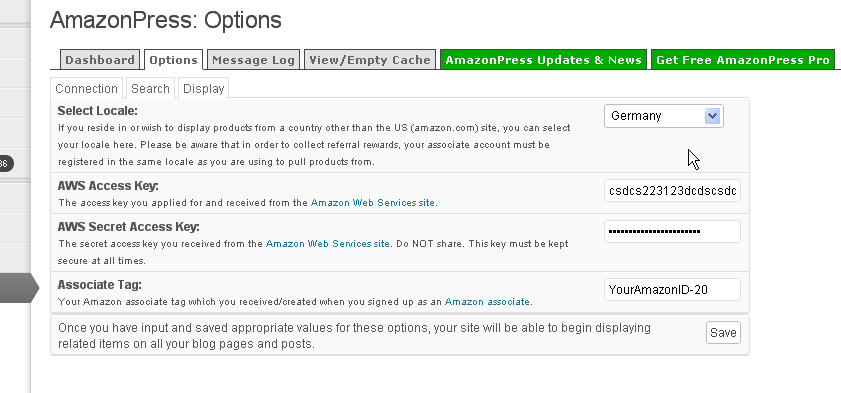 AmazonPress: Options
Dashboard Options Message Log View/Empty Cache AmazonPress Updates & News Get Free AmazonPress Pro
Connection Search Display
Select Locale:
Germany
If you reside in or wish to display products from a country other than the US (amazon.com) site, you can select
your locale here. Please be aware that in order to collect referral rewards, your associate account must be
registered in the same locale as you are using to pull products from.
36
AWS Access Key:
csdcs223123dcdscsdc
The access key you applied for and received from the Amazon Web Services site.
AWS Secret Access Key:
The secret access key you received from the Amazon Web Services site. Do NOT share. This key must be kept
secure at all times.
Associate Tag:
YourAmazonID-20
Your Amazon associate tag which you received/created when you signed up as an Amazon associate.
Once you have input and saved appropriate values for these options, your site will be able to begin displaying
related items on all your blog pages and posts.
Save